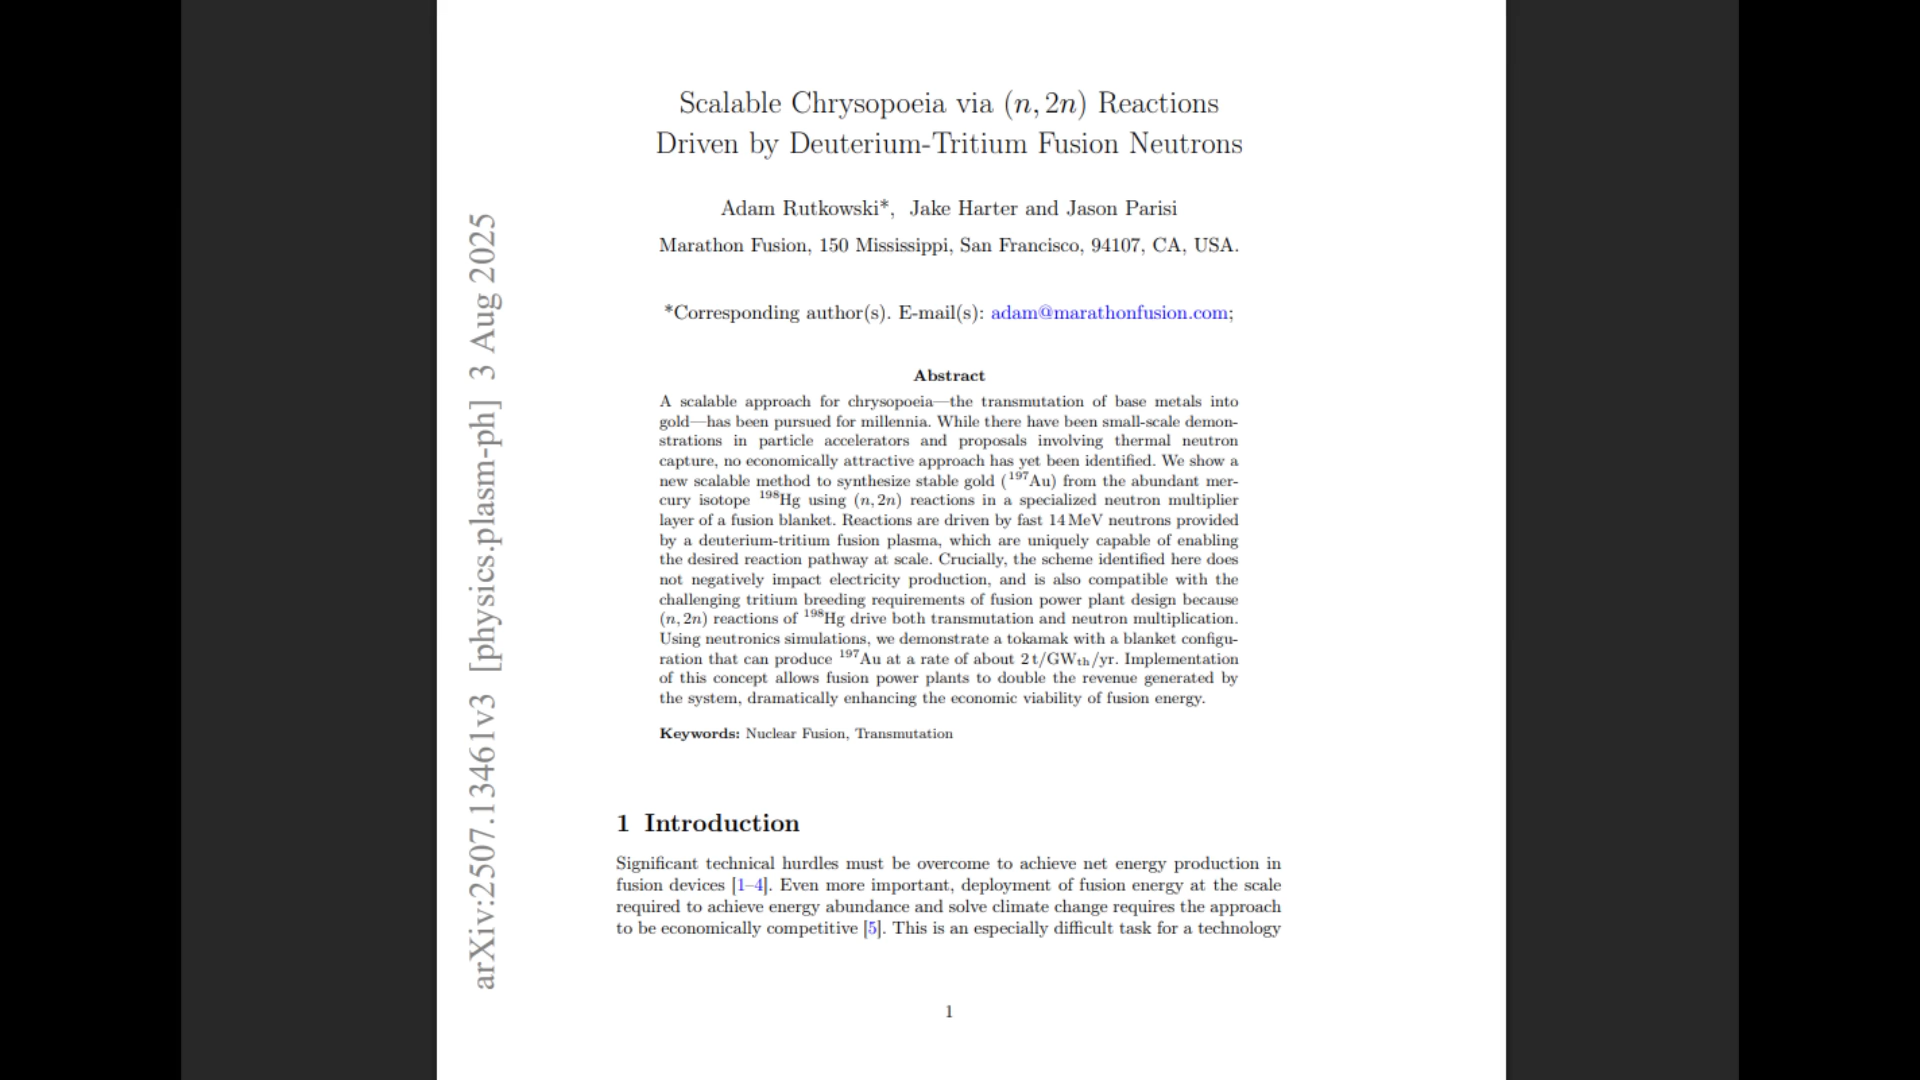 Scalable Chrysopoeia via (n, 2n) Reactions
Driven by Deuterium-Tritium Fusion Neutrons
Adam Rutkowski*, Jake Harter and Jason Parisi
Marathon Fusion, 150 Mississippi, San Francisco, 94107, CA, USA.
*Corresponding author(s). E-mail(s): adam@marathonfusion.com;
Abstract
A scalable approach for chrysopoeia—the transmutation of base metals into
gold—has been pursued for millennia. While there have been small-scale demon-
strations in particle accelerators and proposals involving thermal neutron
capture, no economically attractive approach has yet been identified. We show a
new scalable method to synthesize stable gold (¹⁹⁷Au) from the abundant mer-
cury isotope ¹⁹⁸Hg using (n, 2n) reactions in a specialized neutron multiplier
layer of a fusion blanket. Reactions are driven by fast 14 MeV neutrons provided
by a deuterium-tritium fusion plasma, which are uniquely capable of enabling
the desired reaction pathway at scale. Crucially, the scheme identified here does
not negatively impact electricity production, and is also compatible with the
challenging tritium breeding requirements of fusion power plant design because
(n, 2n) reactions of ¹⁹⁸Hg drive both transmutation and neutron multiplication.
Using neutronics simulations, we demonstrate a tokamak with a blanket configu-
ration that can produce ¹⁹⁷Au at a rate of about 2 t/GWth/yr. Implementation
of this concept allows fusion power plants to double the revenue generated by
the system, dramatically enhancing the economic viability of fusion energy.
Keywords: Nuclear Fusion, Transmutation
1 Introduction
Significant technical hurdles must be overcome to achieve net energy production in
fusion devices [1–4]. Even more important, deployment of fusion energy at the scale
required to achieve energy abundance and solve climate change requires the approach
to be economically competitive [5]. This is an especially difficult task for a technology
1
arXiv:2507.13461v3 [physics.plasm-ph] 3 Aug 2025